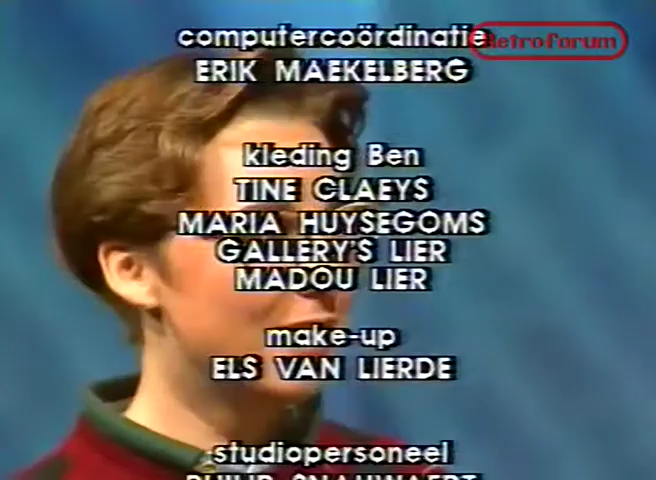 computercoördinatie
RetroForum
ERIK MAEKELBERG
kleding Ben
TINE CLAEYS
MARIA HUYSEGOMS
GALLERY'S LIER
MADOU LIER
make-up
ELS VAN LIERDE
studiopersoneel